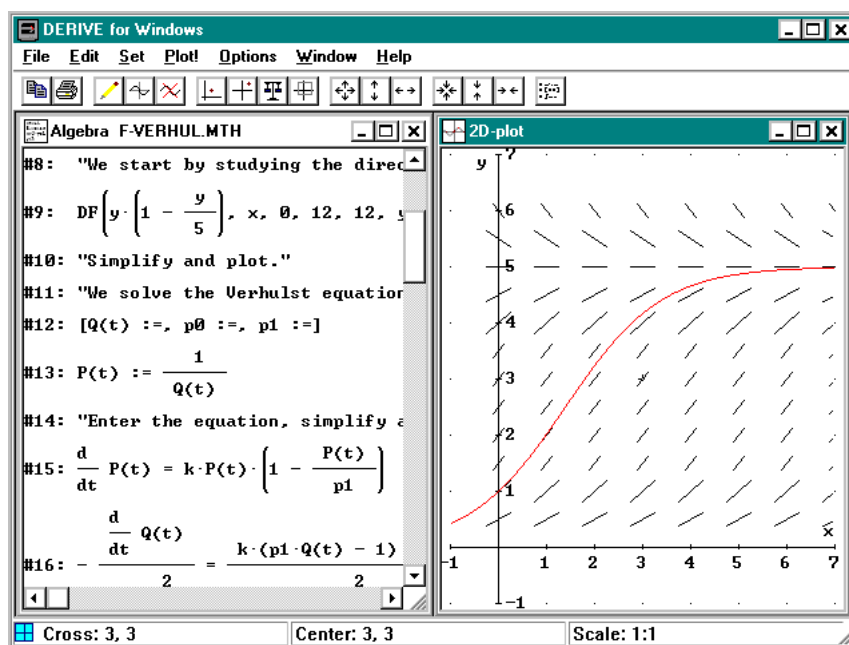 DERIVE for Windows
File Edit Set Plot! Options Window Help
Algebra F-VERHUL.MTH
#8: "We start by studying the direc
#9: DF(y·(1 - y/5), x, 0, 12, 12, y
#10: "Simplify and plot."
#11: "We solve the Verhulst equation
#12: [Q(t) :=, p0 :=, p1 :=]
#13: P(t) := 1/Q(t)
#14: "Enter the equation, simplify a
#15: d/dt P(t) = k·P(t)·(1 - P(t)/p1)
#16: - d/dt Q(t) / 2 = k·(p1·Q(t) - 1) / 2
2D-plot
y
7
6
5
4
3
2
1
x
-1 1 2 3 4 5 6 7
-1
Cross: 3, 3 Center: 3, 3 Scale: 1:1